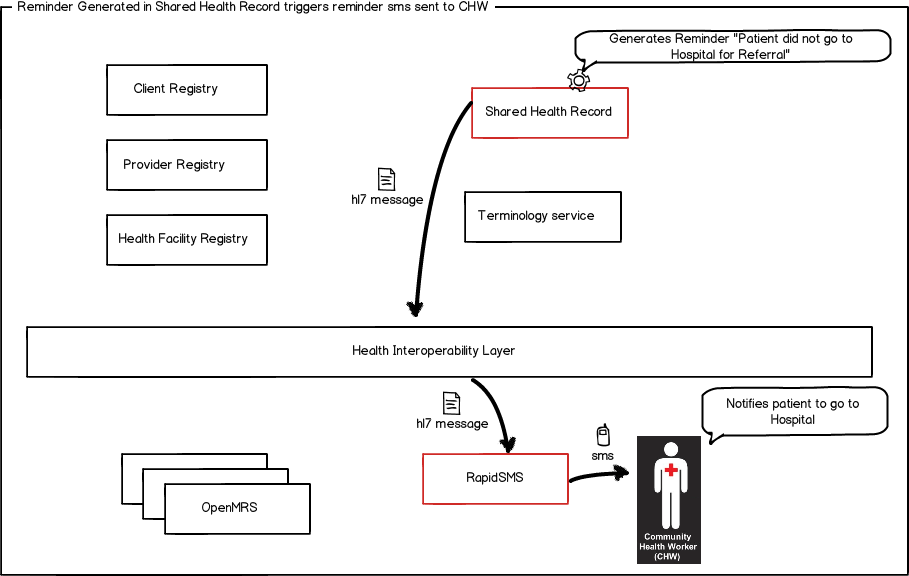 Reminder Generated in Shared Health Record triggers reminder sms sent to CHW
Generates Reminder "Patient did not go to
Hospital for Referral"
Client Registry
Shared Health Record
Provider Registry
hl7 message
Terminology service
Health Facility Registry
Health Interoperability Layer
Notifies patient to go to
Hospital
hl7 message
sms
RapidSMS
OpenMRS
Community
Health Worker
(CHW)